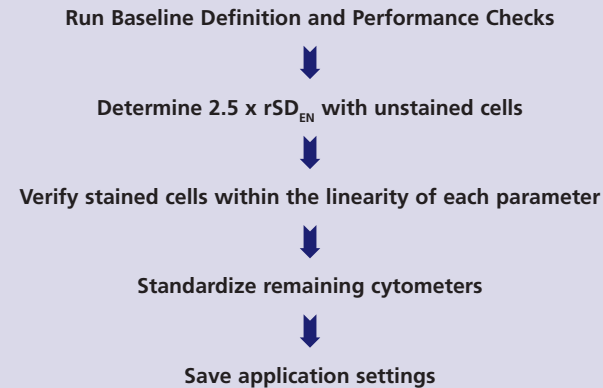 Run Baseline Definition and Performance Checks
Determine 2.5 x rSD_EN with unstained cells
Verify stained cells within the linearity of each parameter
Standardize remaining cytometers
Save application settings